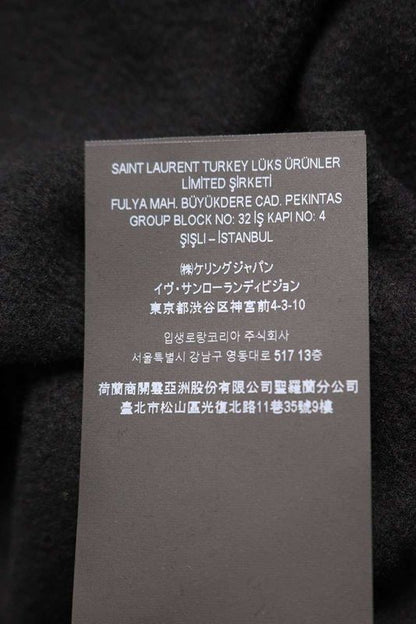 SAINT LAURENT TURKEY LÜKS ÜRÜNLER
LİMİTED ŞİRKETİ
FULYA MAH. BÜYÜKDERE CAD. PEKINTAS
GROUP BLOCK NO: 32 İŞ KAPI NO: 4
ŞIŞLI – İSTANBUL
㈱ケリングジャパン
イヴ・サンローランディビジョン
東京都渋谷区神宮前4-3-10
입생로랑코리아 주식회사
서울특별시 강남구 영동대로 517 13층
荷蘭商開雲亞洲股份有限公司聖羅蘭分公司
臺北市松山區光復北路11巷35號9樓